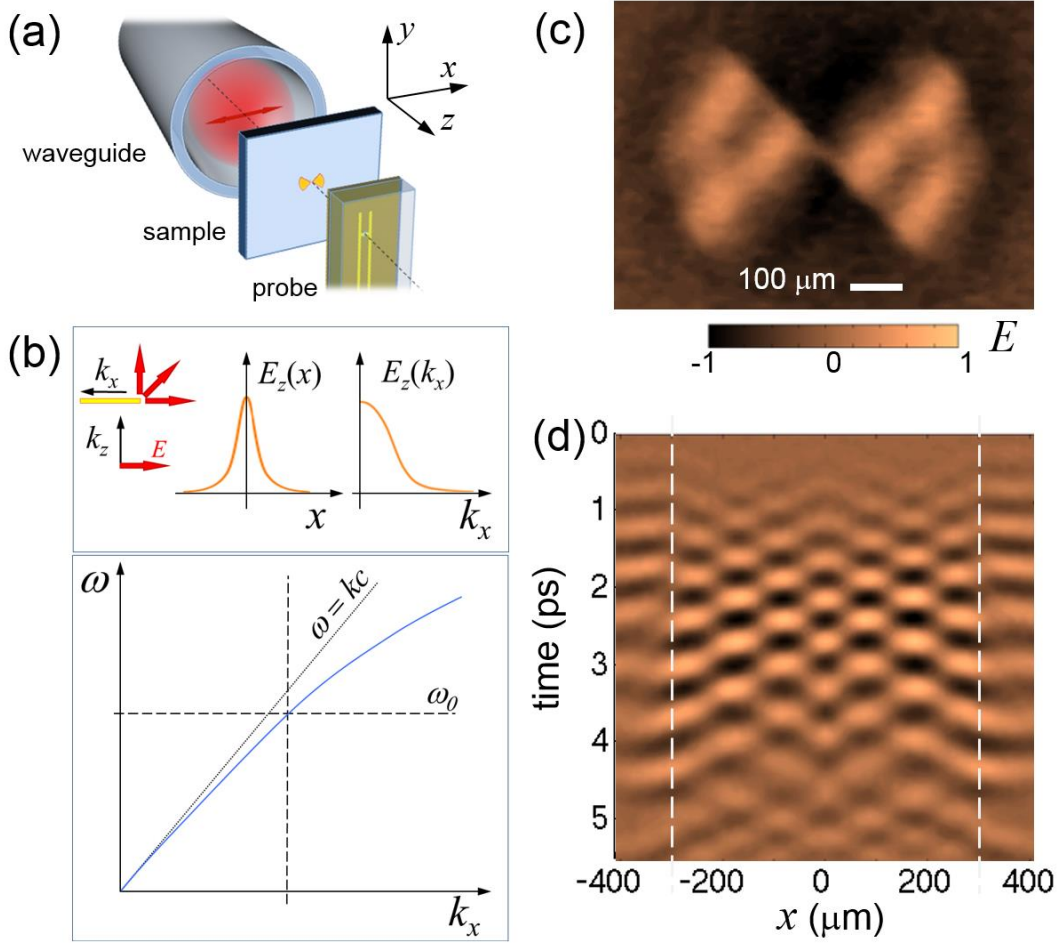 (a)
y
x
z
waveguide
sample
probe
(b)
k_x
k_z
E
E_z(x)
x
E_z(k_x)
k_x
ω
ω = kc
ω_0
k_x
(c)
100 μm
-1 0 1
E
(d)
0
1
2
3
4
5
time (ps)
-400 -200 0 200 400
x (μm)